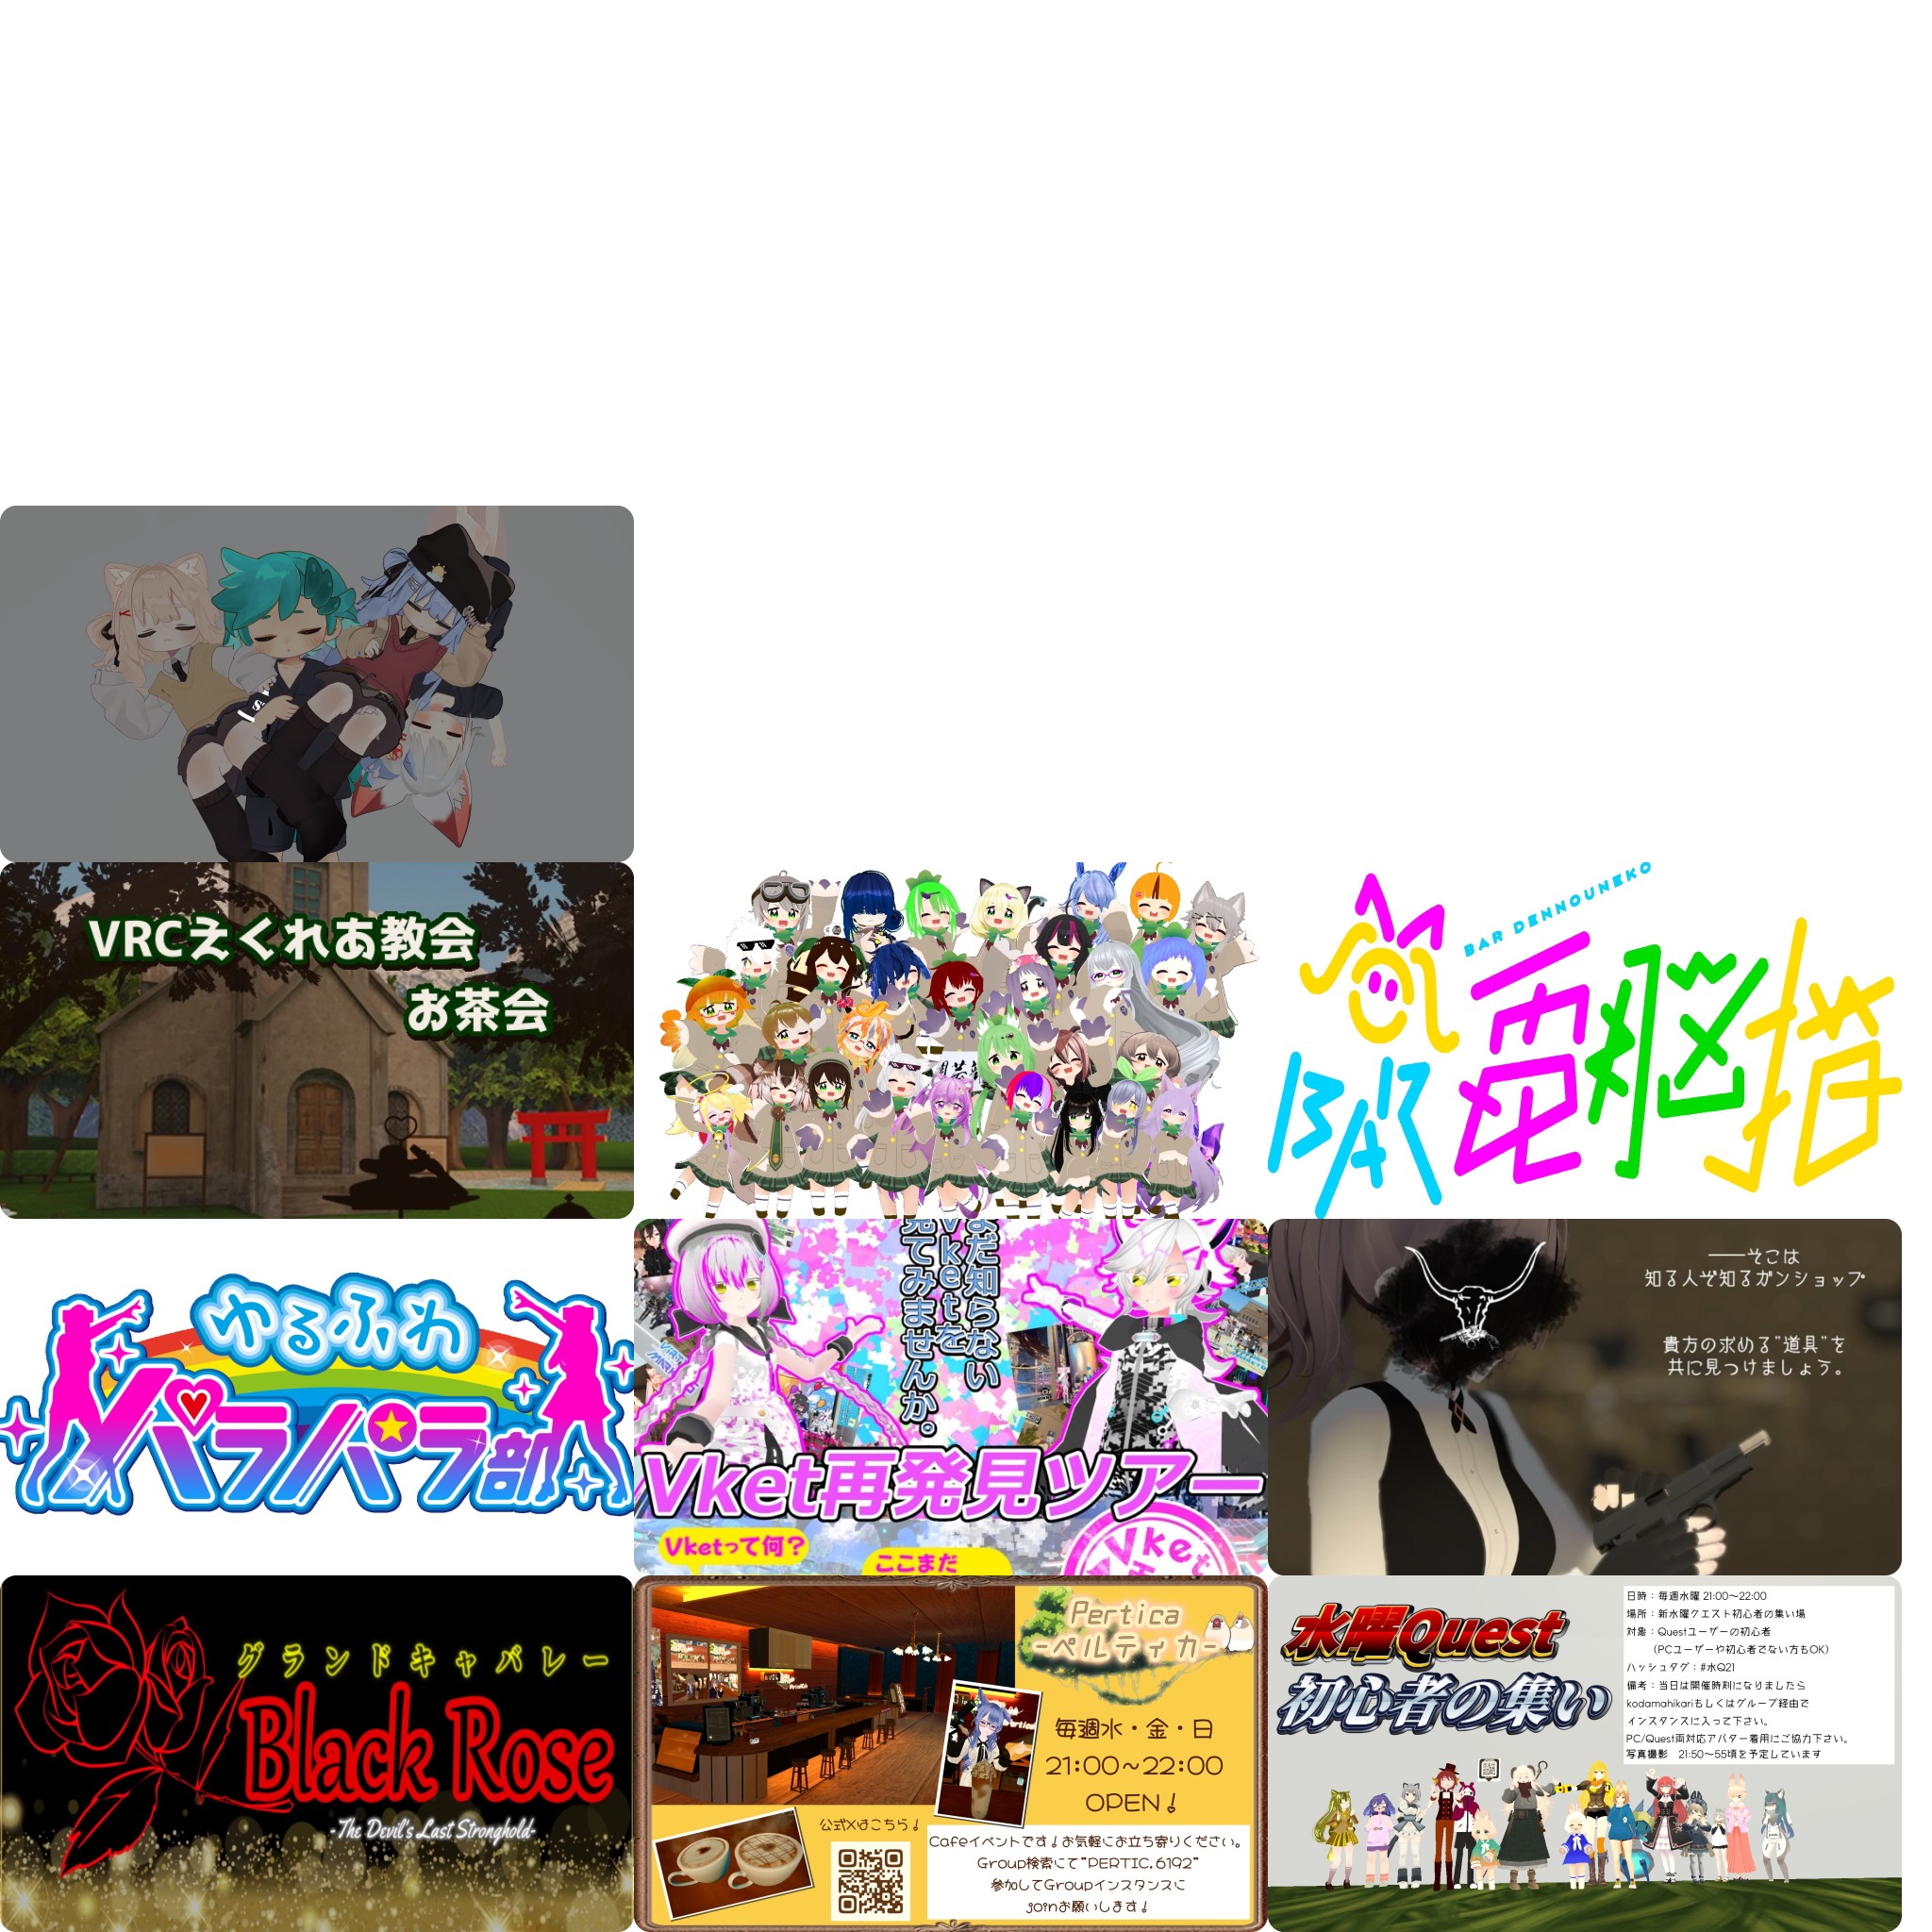 VRCえくれあ教会
お茶会
BAR DENNOUNEKO
BAR 電脳猫
ゆるふわ
パラパラ部
まだ知らない
Vketを
見てみませんか。
Vket再発見ツアー
Vketって何?
ここまだ
Vket
――そこは
知る人ぞ知るガンショップ
貴方の求める"道具"を
共に見つけましょう。
グランドキャバレー
Black Rose
-The Devil's Last Stronghold-
Pertica
-ペルティカ-
毎週水・金・日
21:00~22:00
OPEN!
公式Xはこちら!
Cafeイベントです!お気軽にお立ち寄りください。
Group検索にて"PERTIC.6192"
参加してGroupインスタンスに
joinお願いします!
水曜Quest
初心者の集い
日時:毎週水曜 21:00~22:00
場所:新水曜クエスト初心者の集い場
対象:Questユーザーの初心者
(PCユーザーや初心者でない方もOK)
ハッシュタグ:#水Q21
備考:当日は開催時刻になりましたら
kodamahikariもしくはグループ経由で
インスタンスに入って下さい。
PC/Quest両対応アバター着用にご協力下さい。
写真撮影 21:50~55頃を予定しています